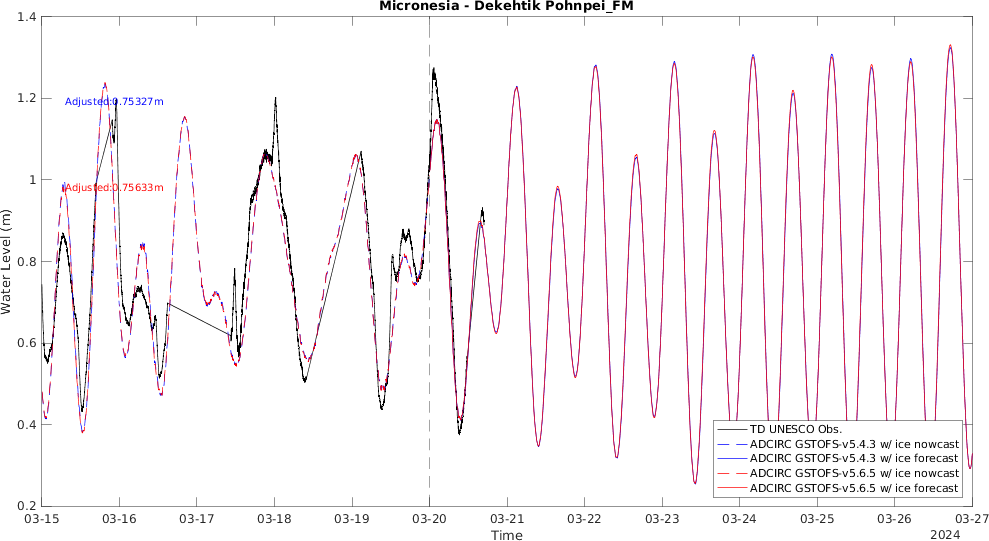 Micronesia - Dekehtik Pohnpei_FM
Water Level (m)
1.4
1.2
1
0.8
0.6
0.4
0.2
Adjusted:0.75327m
Adjusted:0.75633m
TD UNESCO Obs.
ADCIRC GSTOFS-v5.4.3 w/ ice nowcast
ADCIRC GSTOFS-v5.4.3 w/ ice forecast
ADCIRC GSTOFS-v5.6.5 w/ ice nowcast
ADCIRC GSTOFS-v5.6.5 w/ ice forecast
03-15 03-16 03-17 03-18 03-19 03-20 03-21 03-22 03-23 03-24 03-25 03-26 03-27
Time
2024